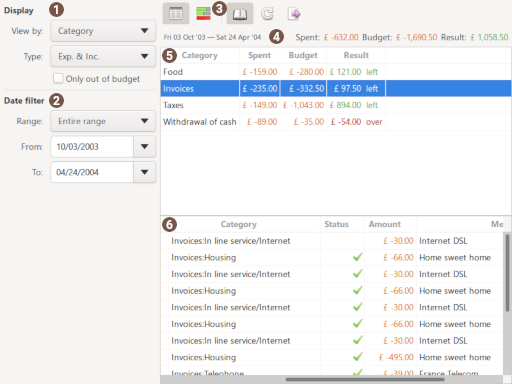 Display 1
View by: Category
Type: Exp. & Inc.
Only out of budget
Date filter 2
Range: Entire range
From: 10/03/2003
To: 04/24/2004
3
4
Fri 03 Oct '03 — Sat 24 Apr '04 Spent: £ -632.00 Budget: £ -1,690.50 Result: £ 1,058.50
5 Category Spent Budget Result
Food £ -159.00 £ -280.00 £ 121.00 left
Invoices £ -235.00 £ -332.50 £ 97.50 left
Taxes £ -149.00 £ -1,043.00 £ 894.00 left
Withdrawal of cash £ -89.00 £ -35.00 £ -54.00 over
6 Category Status Amount Me
Invoices:In line service/Internet £ -30.00 Internet DSL
Invoices:Housing £ -66.00 Home sweet home
Invoices:In line service/Internet £ -30.00 Internet DSL
Invoices:Housing £ -66.00 Home sweet home
Invoices:In line service/Internet £ -30.00 Internet DSL
Invoices:Housing £ -66.00 Home sweet home
Invoices:In line service/Internet £ -30.00 Internet DSL
Invoices:Housing £ -495.00 Home sweet home
Invoices:Telephone £ -39.00 France Telecom